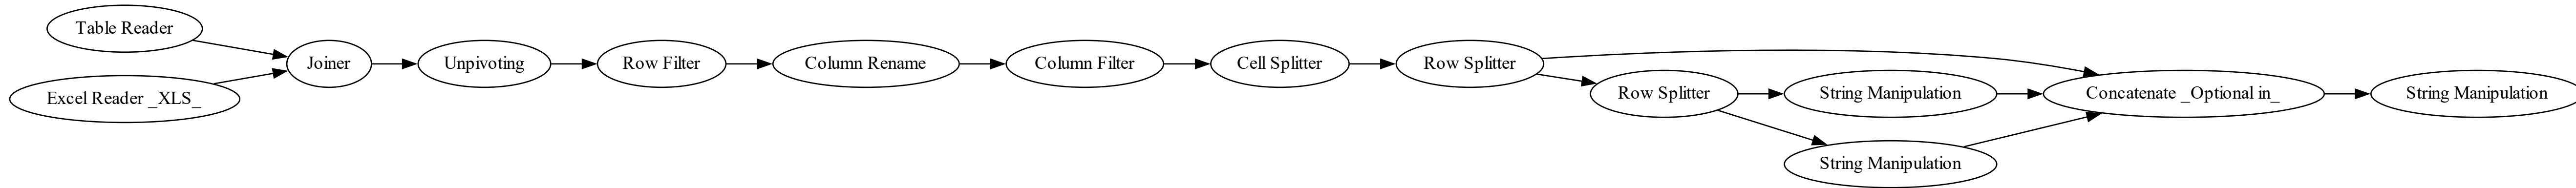 Table Reader
Excel Reader _XLS_
Joiner
Unpivoting
Row Filter
Column Rename
Column Filter
Cell Splitter
Row Splitter
Row Splitter
String Manipulation
String Manipulation
Concatenate _Optional in_
String Manipulation